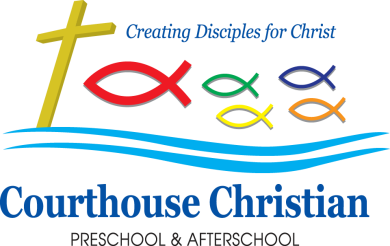 Creating Disciples for Christ
Courthouse Christian
PRESCHOOL & AFTERSCHOOL